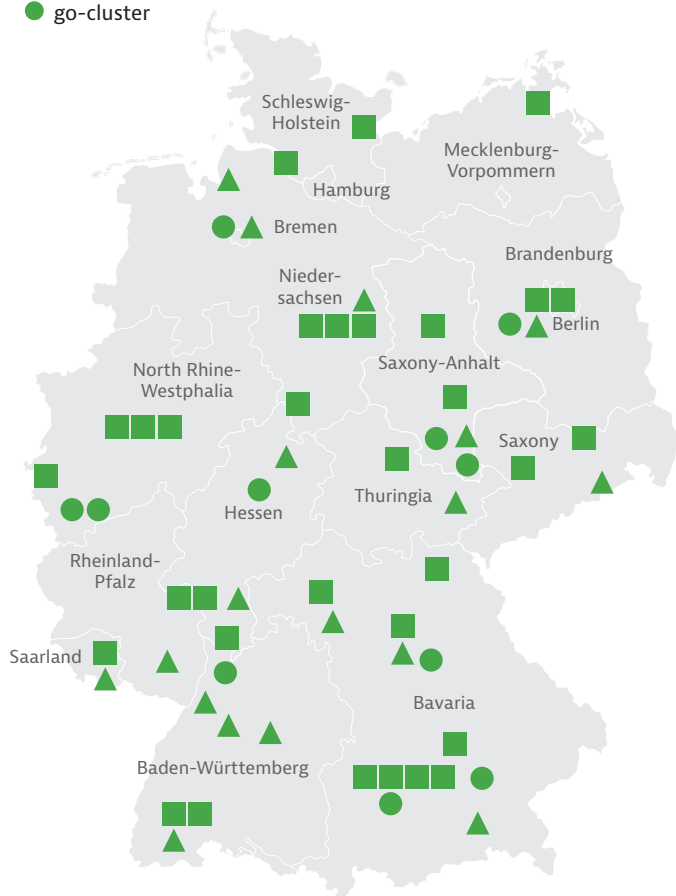 go-cluster
Schleswig-
Holstein
Mecklenburg-
Vorpommern
Hamburg
Bremen
Brandenburg
Nieder-
sachsen
Berlin
North Rhine-
Westphalia
Saxony-Anhalt
Saxony
Thuringia
Hessen
Rheinland-
Pfalz
Saarland
Bavaria
Baden-Württemberg